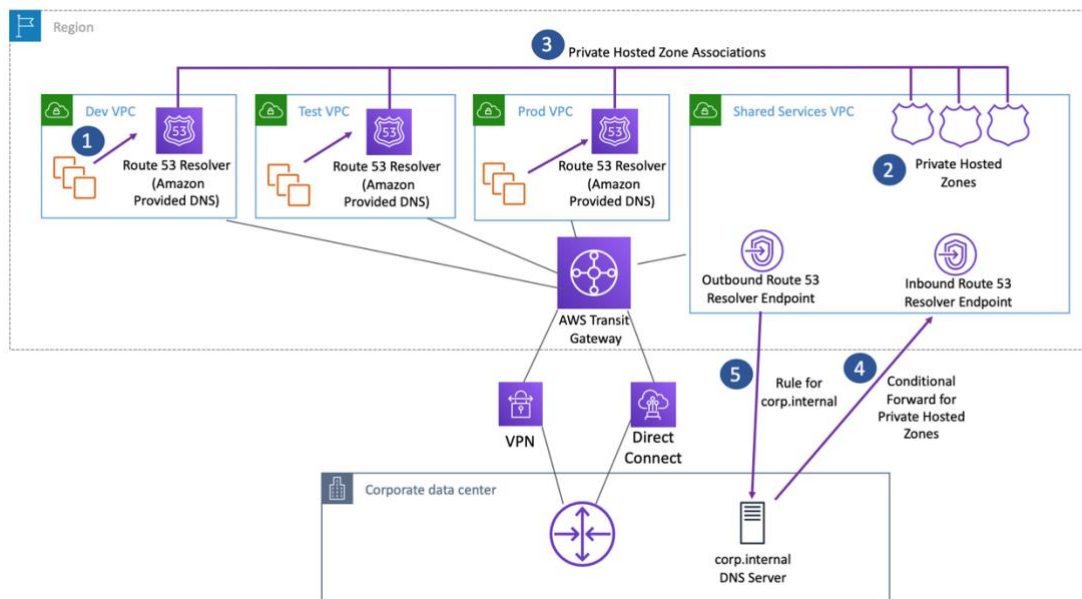 Region
3
Private Hosted Zone Associations
Dev VPC
1
53
Route 53 Resolver
(Amazon
Provided DNS)
Test VPC
53
Route 53 Resolver
(Amazon
Provided DNS)
Prod VPC
53
Route 53 Resolver
(Amazon
Provided DNS)
Shared Services VPC
2
Private Hosted
Zones
Outbound Route 53
Resolver Endpoint
Inbound Route 53
Resolver Endpoint
AWS Transit
Gateway
5
Rule for
corp.internal
4
Conditional
Forward for
Private Hosted
Zones
VPN
Direct
Connect
Corporate data center
corp.internal
DNS Server